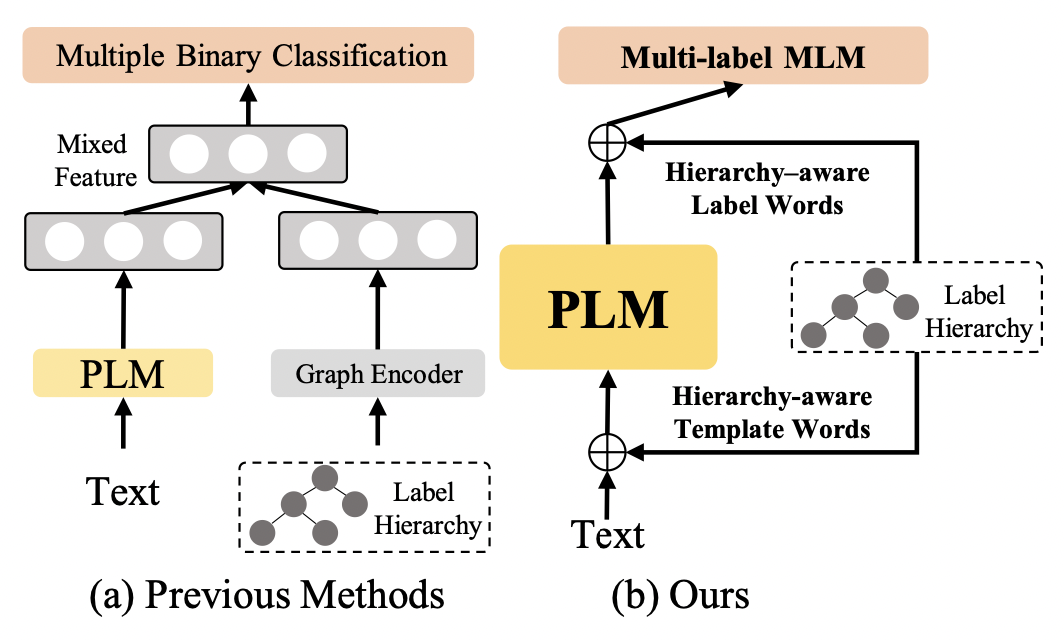 Multiple Binary Classification
Mixed
Feature
PLM
Graph Encoder
Text
Label
Hierarchy
(a) Previous Methods
Multi-label MLM
Hierarchy–aware
Label Words
PLM
Label
Hierarchy
Hierarchy-aware
Template Words
Text
(b) Ours